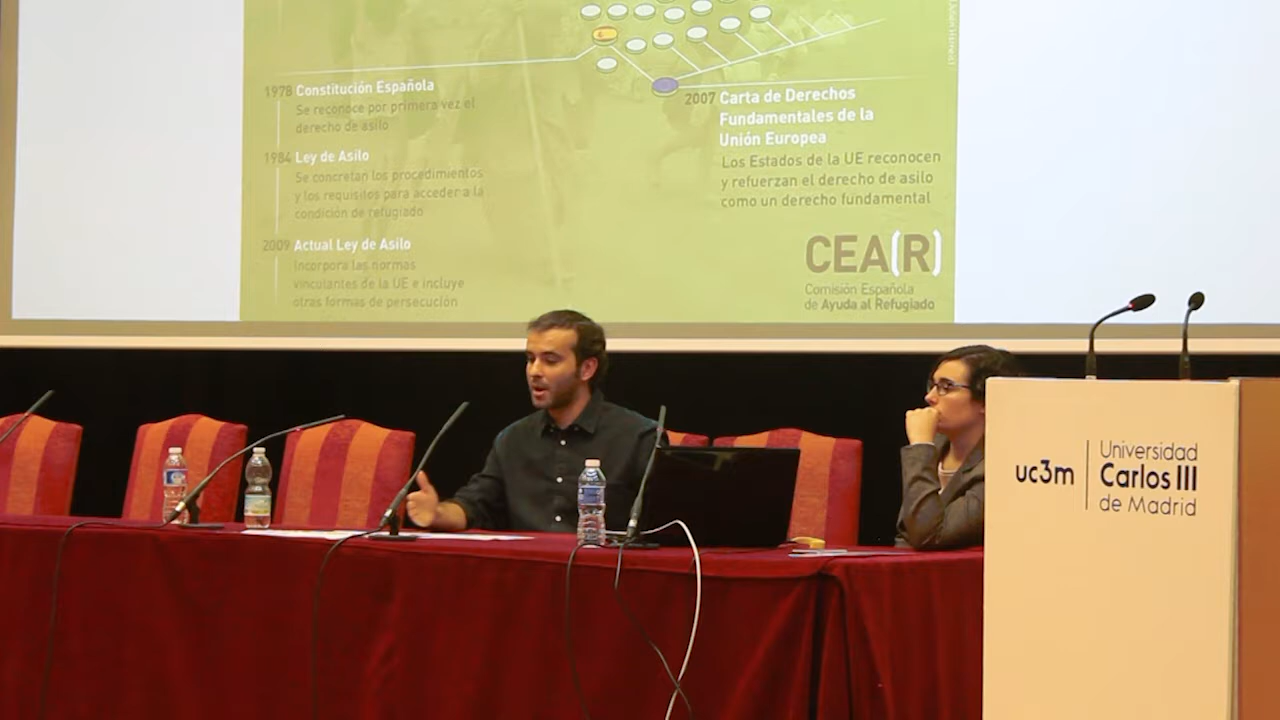 1978 Constitución Española
Se reconoce por primera vez el
derecho de asilo
1984 Ley de Asilo
Se concretan los procedimientos
y los requisitos para acceder a la
condición de refugiado
2009 Actual Ley de Asilo
Incorpora las normas
vinculantes de la UE e incluye
otras formas de persecución
2007 Carta de Derechos
Fundamentales de la
Unión Europea
Los Estados de la UE reconocen
y refuerzan el derecho de asilo
como un derecho fundamental
CEA(R)
Comisión Española
de Ayuda al Refugiado
uc3m
Universidad
Carlos III
de Madrid